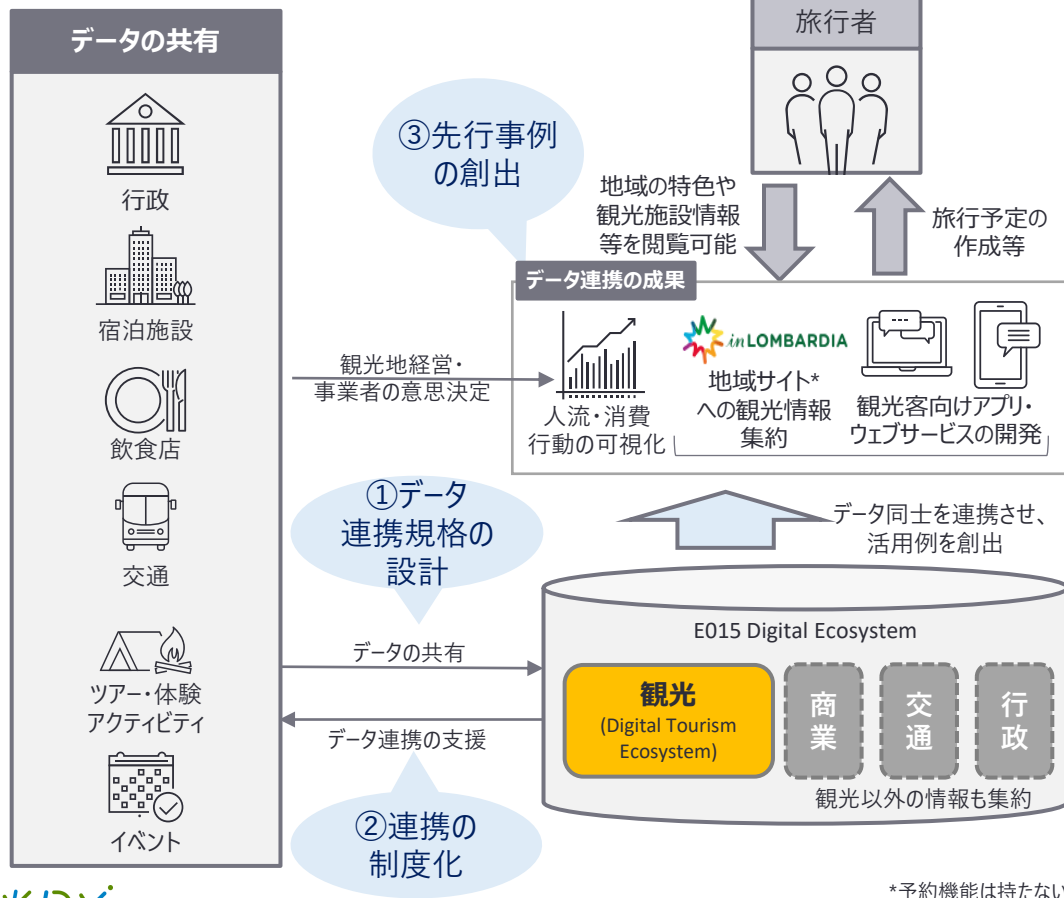 データの共有
行政
宿泊施設
飲食店
交通
ツアー・体験
アクティビティ
イベント
③先行事例
の創出
旅行者
地域の特色や
観光施設情報
等を閲覧可能
旅行予定の
作成等
データ連携の成果
人流・消費
行動の可視化
inLOMBARDIA
地域サイト*
への観光情報
集約
観光客向けアプリ・
ウェブサービスの開発
観光地経営・
事業者の意思決定
①データ
連携規格の
設計
データ同士を連携させ、
活用例を創出
データの共有
データ連携の支援
②連携の
制度化
E015 Digital Ecosystem
観光
(Digital Tourism
Ecosystem)
商業
交通
行政
観光以外の情報も集約
*予約機能は持たない